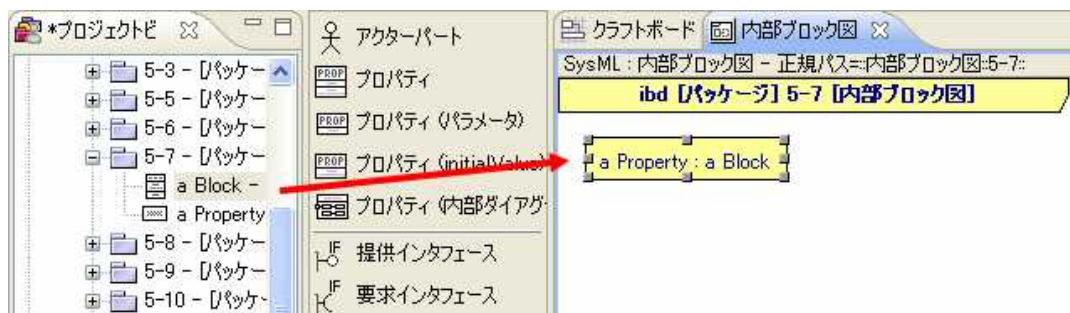 *プロジェクトビ
5-3 - [パッケー
5-5 - [パッケー
5-6 - [パッケー
5-7 - [パッケー
a Block -
a Property
5-8 - [パッケー
5-9 - [パッケー
5-10 - [パッケ
アクターパート
PROP プロパティ
PROP プロパティ (パラメータ)
PROP プロパティ (initialValue)
プロパティ (内部ダイアグ
IF 提供インタフェース
IF 要求インタフェース
クラフトボード 内部ブロック図
SysML : 内部ブロック図 - 正規パス=::内部ブロック図::5-7::
ibd [パッケージ] 5-7 [内部ブロック図]
a Property : a Block